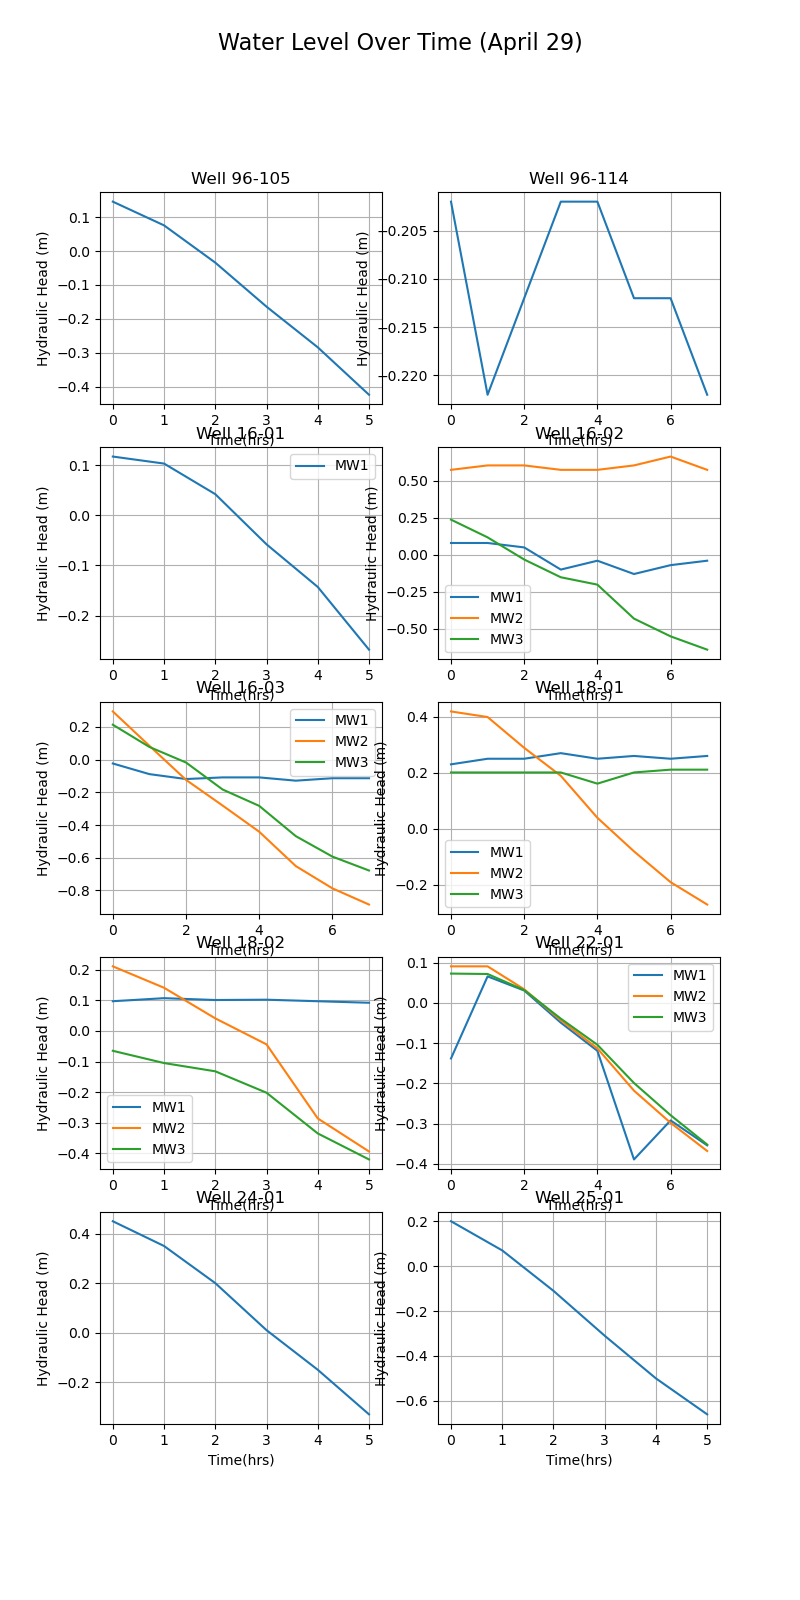 Water Level Over Time (April 29)
Well 96-105
Hydraulic Head (m)
0.1
0.0
−0.1
−0.2
−0.3
−0.4
0 1 2 3 4 5
Time(hrs)
Well 96-114
Hydraulic Head (m)
−0.205
−0.210
−0.215
−0.220
0 2 4 6
Time(hrs)
Well 16-01
Hydraulic Head (m)
0.1
0.0
−0.1
−0.2
MW1
0 1 2 3 4 5
Time(hrs)
Well 16-02
Hydraulic Head (m)
0.50
0.25
0.00
−0.25
−0.50
MW1
MW2
MW3
0 2 4 6
Time(hrs)
Well 16-03
Hydraulic Head (m)
0.2
0.0
−0.2
−0.4
−0.6
−0.8
MW1
MW2
MW3
0 2 4 6
Time(hrs)
Well 18-01
Hydraulic Head (m)
0.4
0.2
0.0
−0.2
MW1
MW2
MW3
0 2 4 6
Time(hrs)
Well 18-02
Hydraulic Head (m)
0.2
0.1
0.0
−0.1
−0.2
−0.3
−0.4
MW1
MW2
MW3
0 1 2 3 4 5
Time(hrs)
Well 22-01
Hydraulic Head (m)
0.1
0.0
−0.1
−0.2
−0.3
−0.4
MW1
MW2
MW3
0 2 4 6
Time(hrs)
Well 24-01
Hydraulic Head (m)
0.4
0.2
0.0
−0.2
0 1 2 3 4 5
Time(hrs)
Well 25-01
Hydraulic Head (m)
0.2
0.0
−0.2
−0.4
−0.6
0 1 2 3 4 5
Time(hrs)